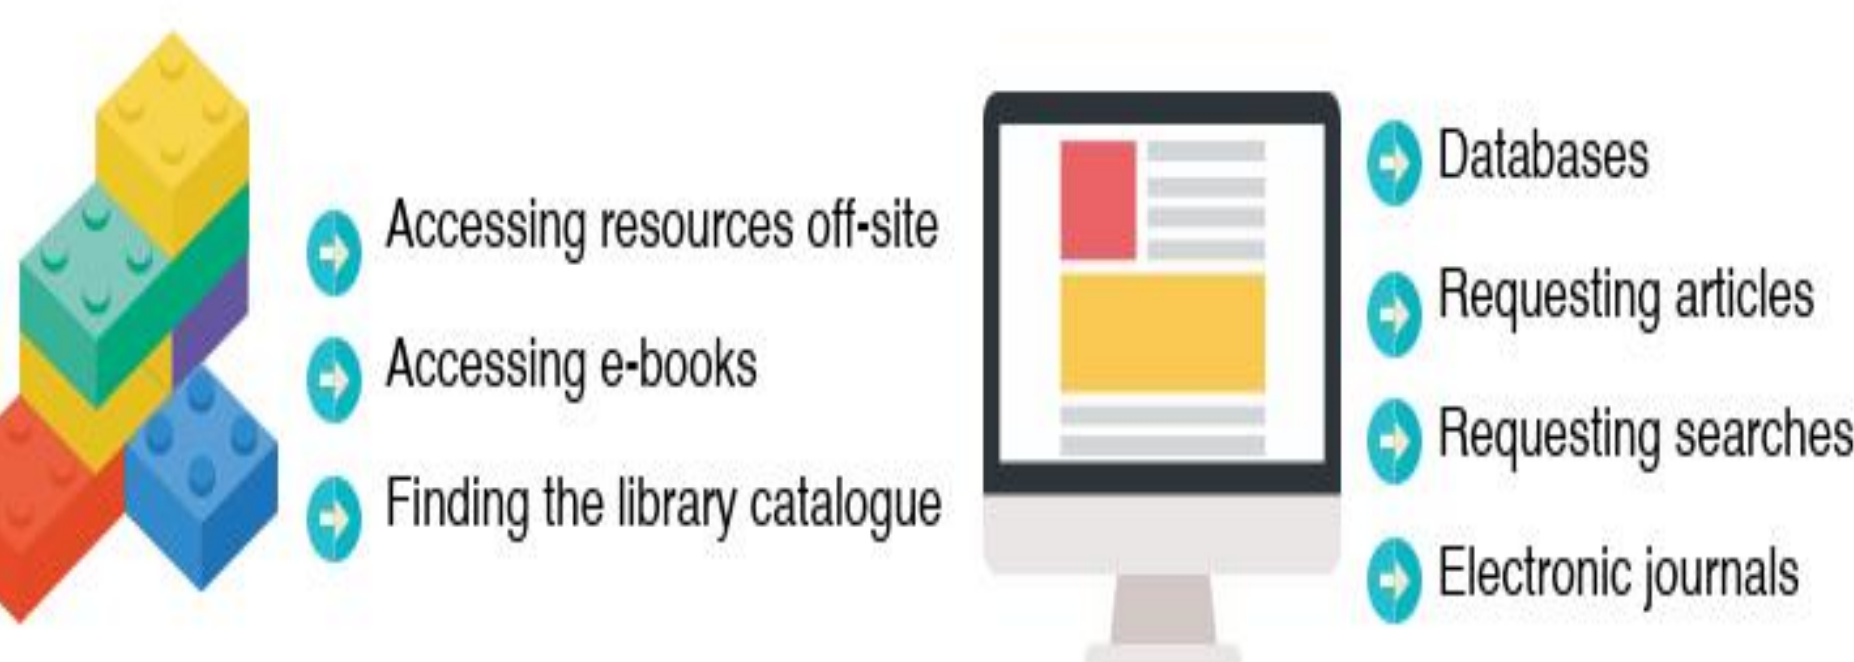 Accessing resources off-site
Accessing e-books
Finding the library catalogue
Databases
Requesting articles
Requesting searches
Electronic journals